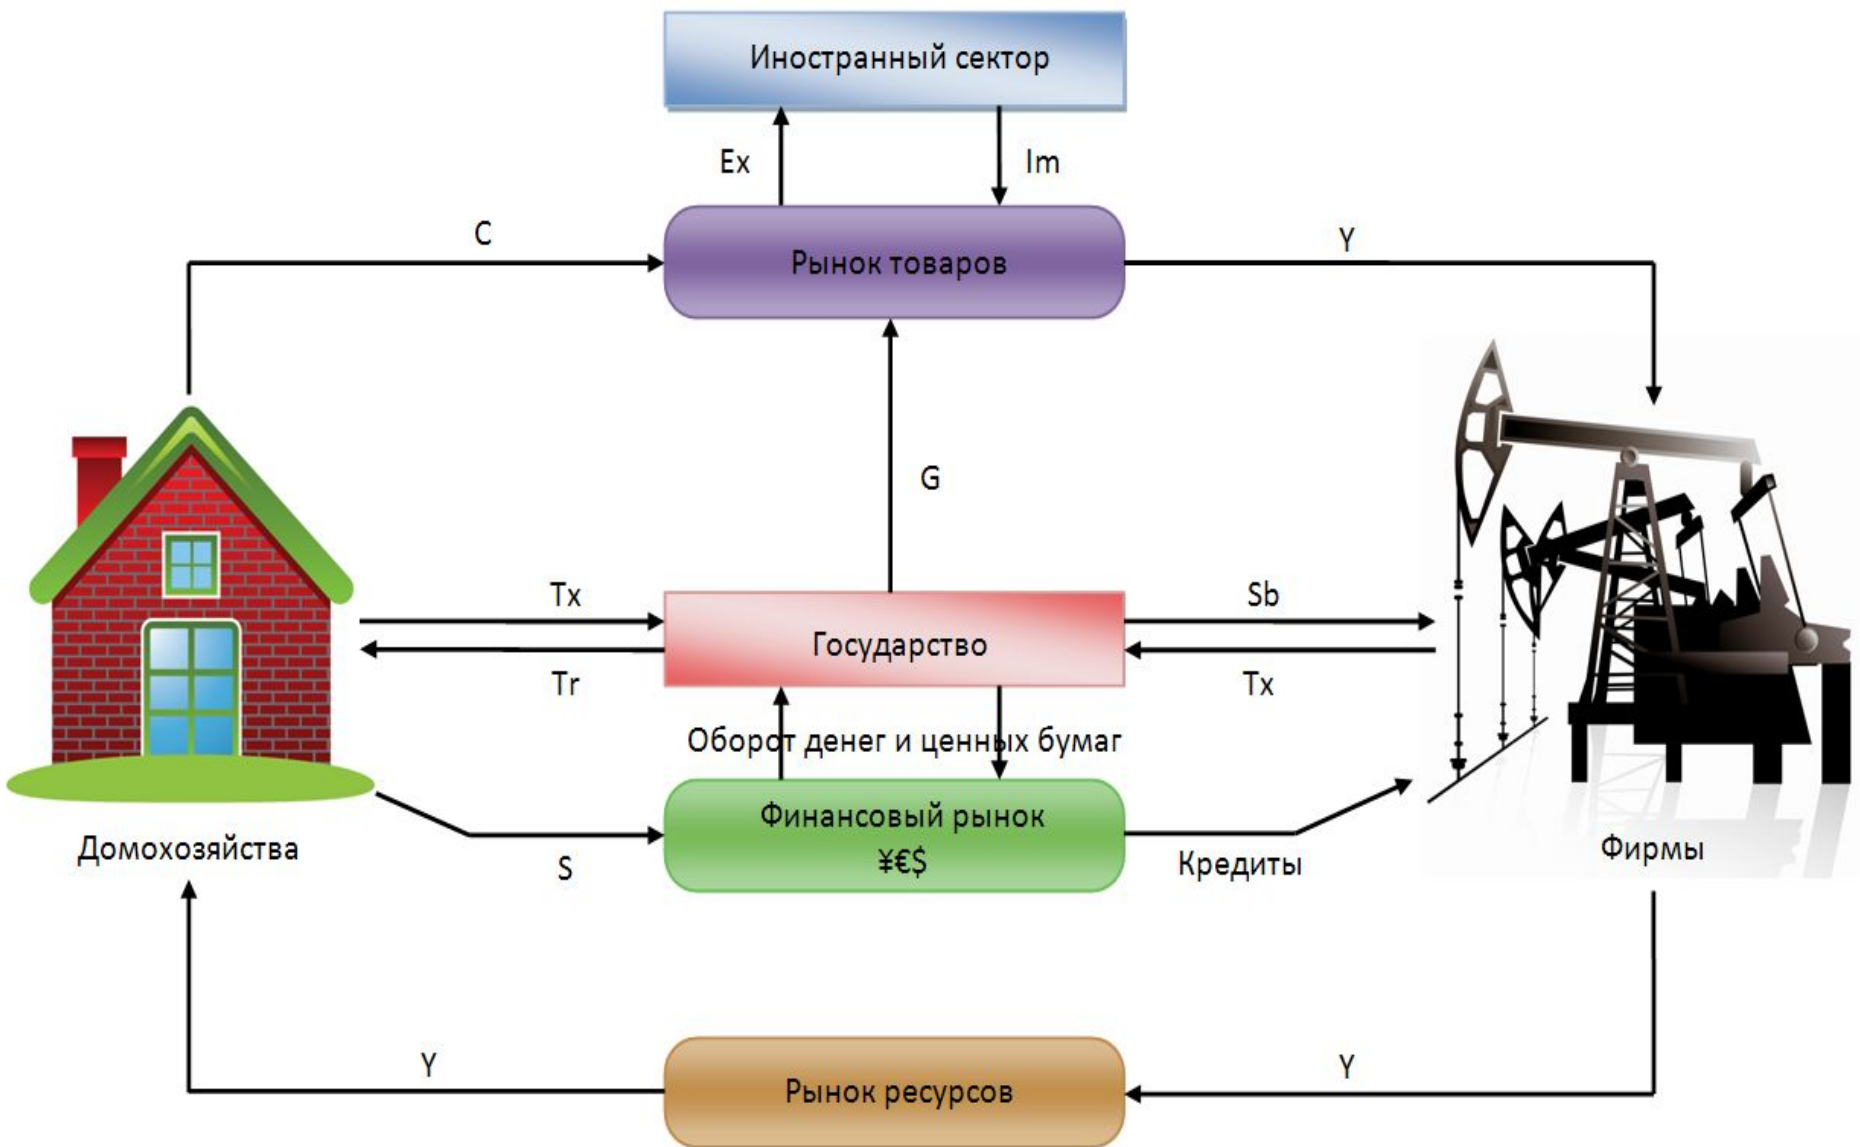 Иностранный сектор
Ex
Im
C
Рынок товаров
Y
G
Tx
Государство
Sb
Tr
Tx
Оборот денег и ценных бумаг
Финансовый рынок
¥€$
Домохозяйства
S
Кредиты
Фирмы
Y
Рынок ресурсов
Y